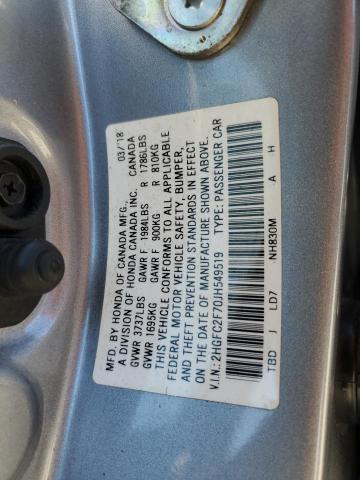 MFD. BY HONDA OF CANADA MFG., 03/18
A DIVISION OF HONDA CANADA INC. CANADA
GVWR 3737LBS GAWR F 1984LBS R 1786LBS
GVWR 1695KG GAWR F 900KG R 810KG
THIS VEHICLE CONFORMS TO ALL APPLICABLE
FEDERAL MOTOR VEHICLE SAFETY, BUMPER,
AND THEFT PREVENTION STANDARDS IN EFFECT
ON THE DATE OF MANUFACTURE SHOWN ABOVE.
V.I.N.: 2HGFC2F70JH549519 TYPE: PASSENGER CAR
TBD J LD7 NH830M A H